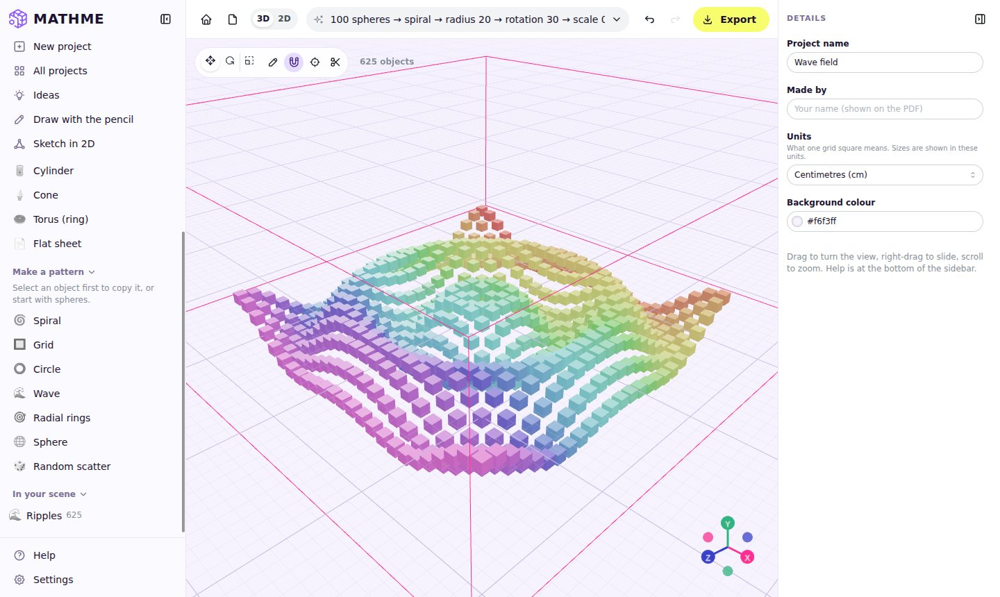 MATHME
New project
All projects
Ideas
Draw with the pencil
Sketch in 2D
Cylinder
Cone
Torus (ring)
Flat sheet
Make a pattern
Select an object first to copy it, or
start with spheres.
Spiral
Grid
Circle
Wave
Radial rings
Sphere
Random scatter
In your scene
Ripples 625
Help
Settings
3D 2D
100 spheres → spiral → radius 20 → rotation 30 → scale 0
Export
625 objects
Y
Z
X
DETAILS
Project name
Wave field
Made by
Your name (shown on the PDF)
Units
What one grid square means. Sizes are shown in these
units.
Centimetres (cm)
Background colour
#f6f3ff
Drag to turn the view, right-drag to slide, scroll
to zoom. Help is at the bottom of the sidebar.